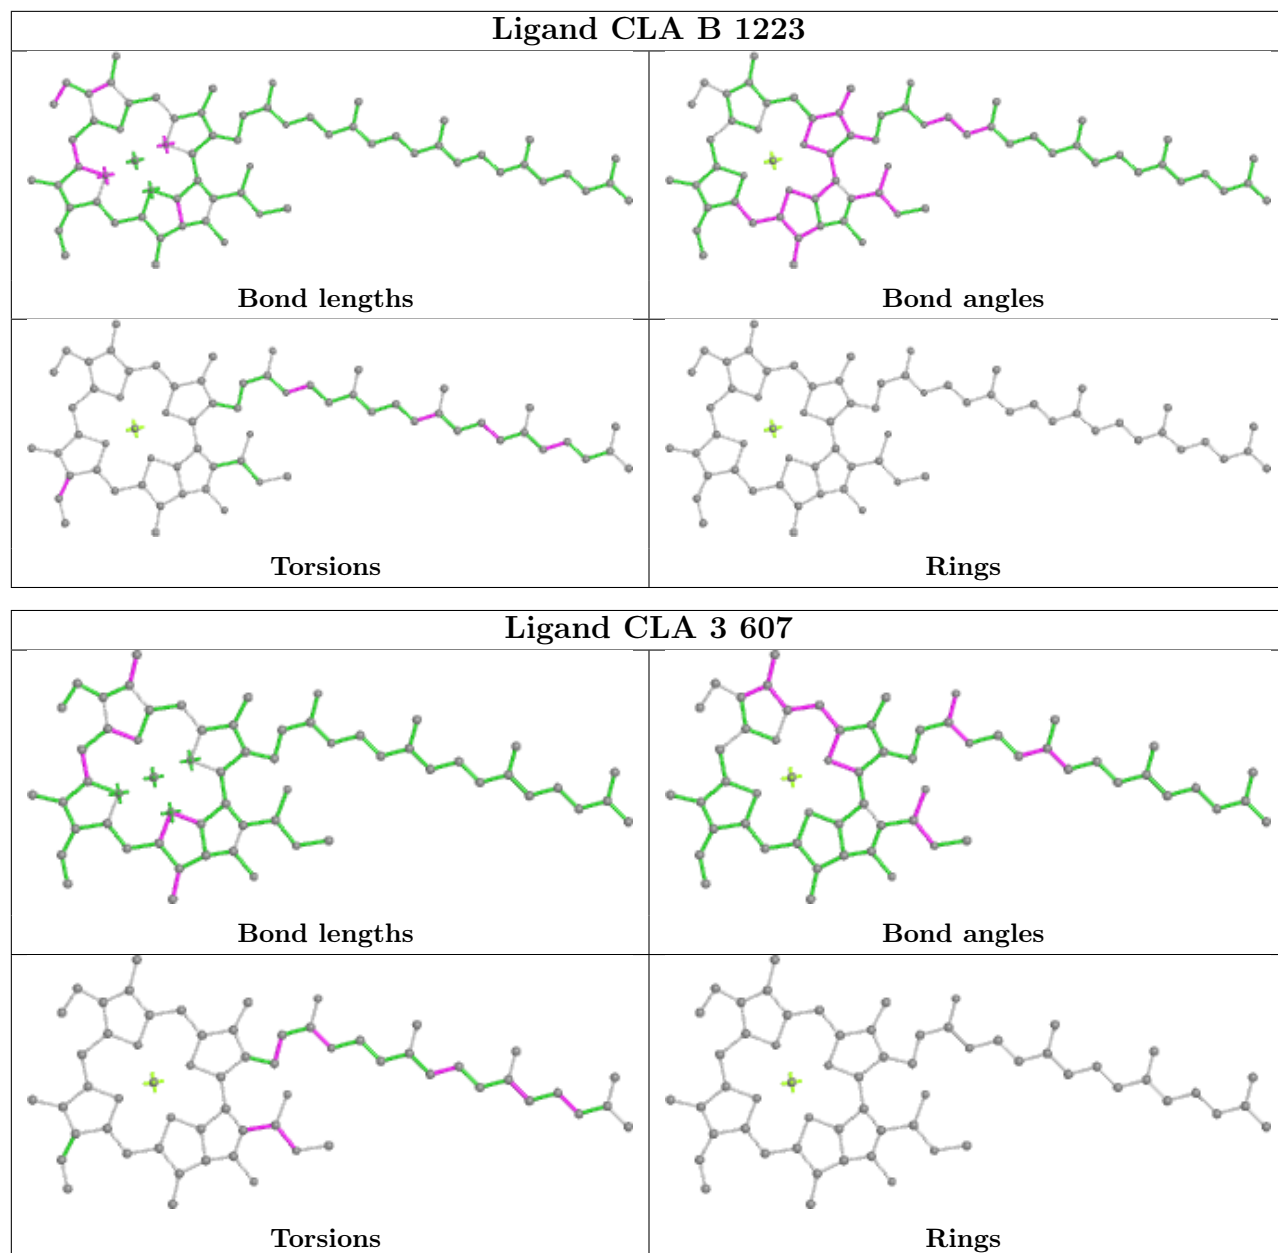 Ligand CLA B 1223
Bond lengths
Bond angles
Torsions
Rings
Ligand CLA 3 607
Bond lengths
Bond angles
Torsions
Rings